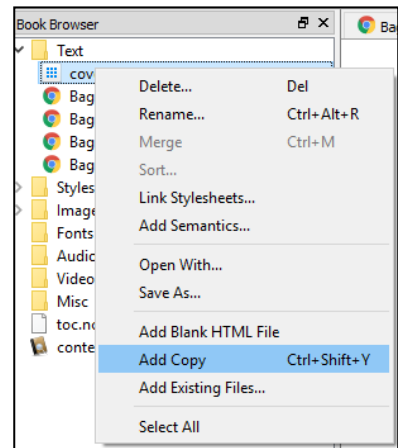 Book Browser
Ba
Text
cov
Bag
Bag
Bag
Bag
Styles
Image
Fonts
Audio
Video
Misc
toc.nc
conte
Delete... Del
Rename... Ctrl+Alt+R
Merge Ctrl+M
Sort...
Link Stylesheets...
Add Semantics...
Open With...
Save As...
Add Blank HTML File
Add Copy Ctrl+Shift+Y
Add Existing Files...
Select All